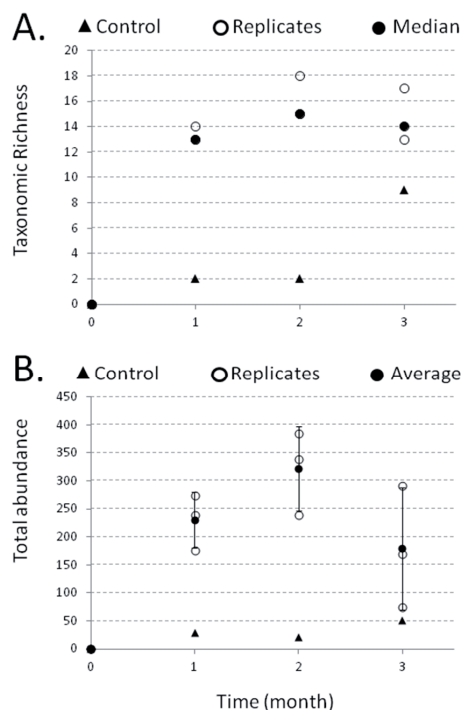 A.
▲ Control ○ Replicates ● Median
Taxonomic Richness
20
18
16
14
12
10
8
6
4
2
0
0 1 2 3
B.
▲ Control ○ Replicates ● Average
Total abundance
450
400
350
300
250
200
150
100
50
0
0 1 2 3
Time (month)